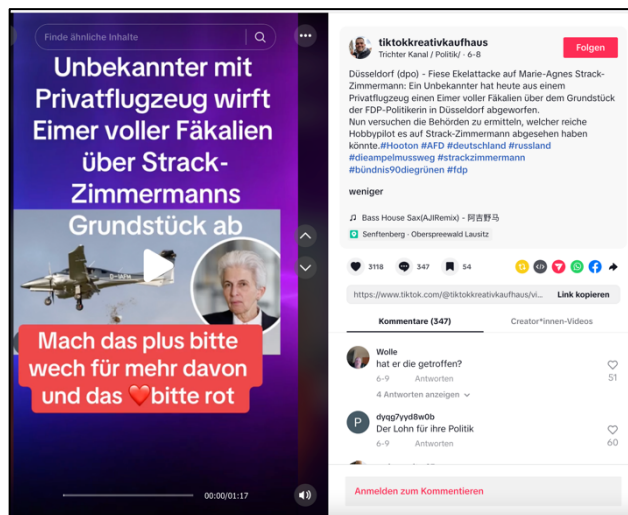 Finde ähnliche Inhalte
Unbekannter mit
Privatflugzeug wirft
Eimer voller Fäkalien
über Strack-
Zimmermanns
Grundstück ab
Mach das plus bitte
wech für mehr davon
und das ❤️bitte rot
00:00/01:17
tiktokkreativkaufhaus
Trichter Kanal / Politik/ · 6-8
Folgen
Düsseldorf (dpo) - Fiese Ekelattacke auf Marie-Agnes Strack-
Zimmermann: Ein Unbekannter hat heute aus einem
Privatflugzeug einen Eimer voller Fäkalien über dem Grundstück
der FDP-Politikerin in Düsseldorf abgeworfen.
Nun versuchen die Behörden zu ermitteln, welcher reiche
Hobbypilot es auf Strack-Zimmermann abgesehen haben
könnte.#Hooton #AFD #deutschland #russland
#dieampelmussweg #strackzimmermann
#bündnis90diegrünen #fdp
weniger
♫ Bass House Sax(AJIRemix) - 阿吉野马
Senftenberg · Oberspreewald Lausitz
3118 347 54
https://www.tiktok.com/@tiktokkreativkaufhaus/vi... Link kopieren
Kommentare (347) Creator*innen-Videos
Wolle
hat er die getroffen?
6-9 Antworten 51
4 Antworten anzeigen
P dyqg7yyd8w0b
Der Lohn für ihre Politik
6-9 Antworten 60
Anmelden zum Kommentieren